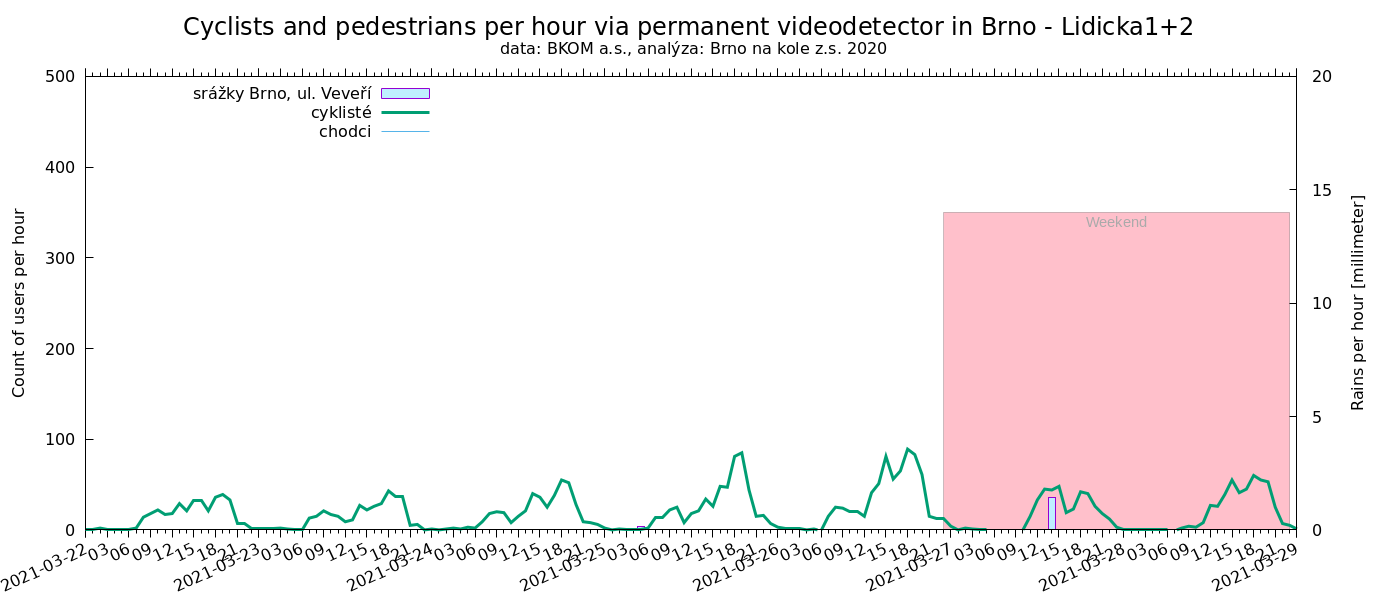 Cyclists and pedestrians per hour via permanent videodetector in Brno - Lidicka1+2
data: BKOM a.s., analýza: Brno na kole z.s. 2020
srážky Brno, ul. Veveří
cyklisté
chodci
Weekend
Count of users per hour
500
400
300
200
100
0
Rains per hour [millimeter]
20
15
10
5
0
2021-03-22 03 06 09 12 15 18 21 2021-03-23 03 06 09 12 15 18 21 2021-03-24 03 06 09 12 15 18 21 2021-03-25 03 06 09 12 15 18 21 2021-03-26 03 06 09 12 15 18 21 2021-03-27 03 06 09 12 15 18 21 2021-03-28 03 06 09 12 15 18 21 2021-03-29